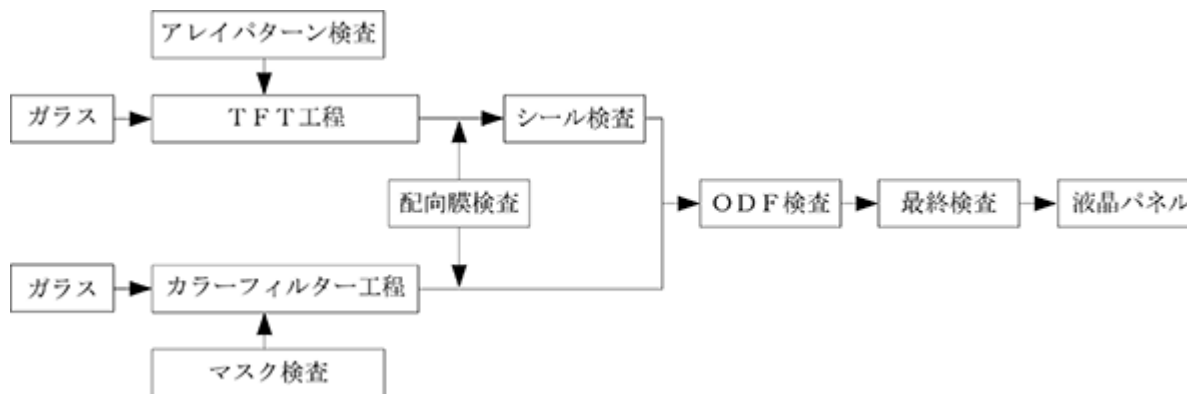 アレイパターン検査
ガラス
ＴＦＴ工程
シール検査
配向膜検査
ＯＤＦ検査
最終検査
液晶パネル
ガラス
カラーフィルター工程
マスク検査